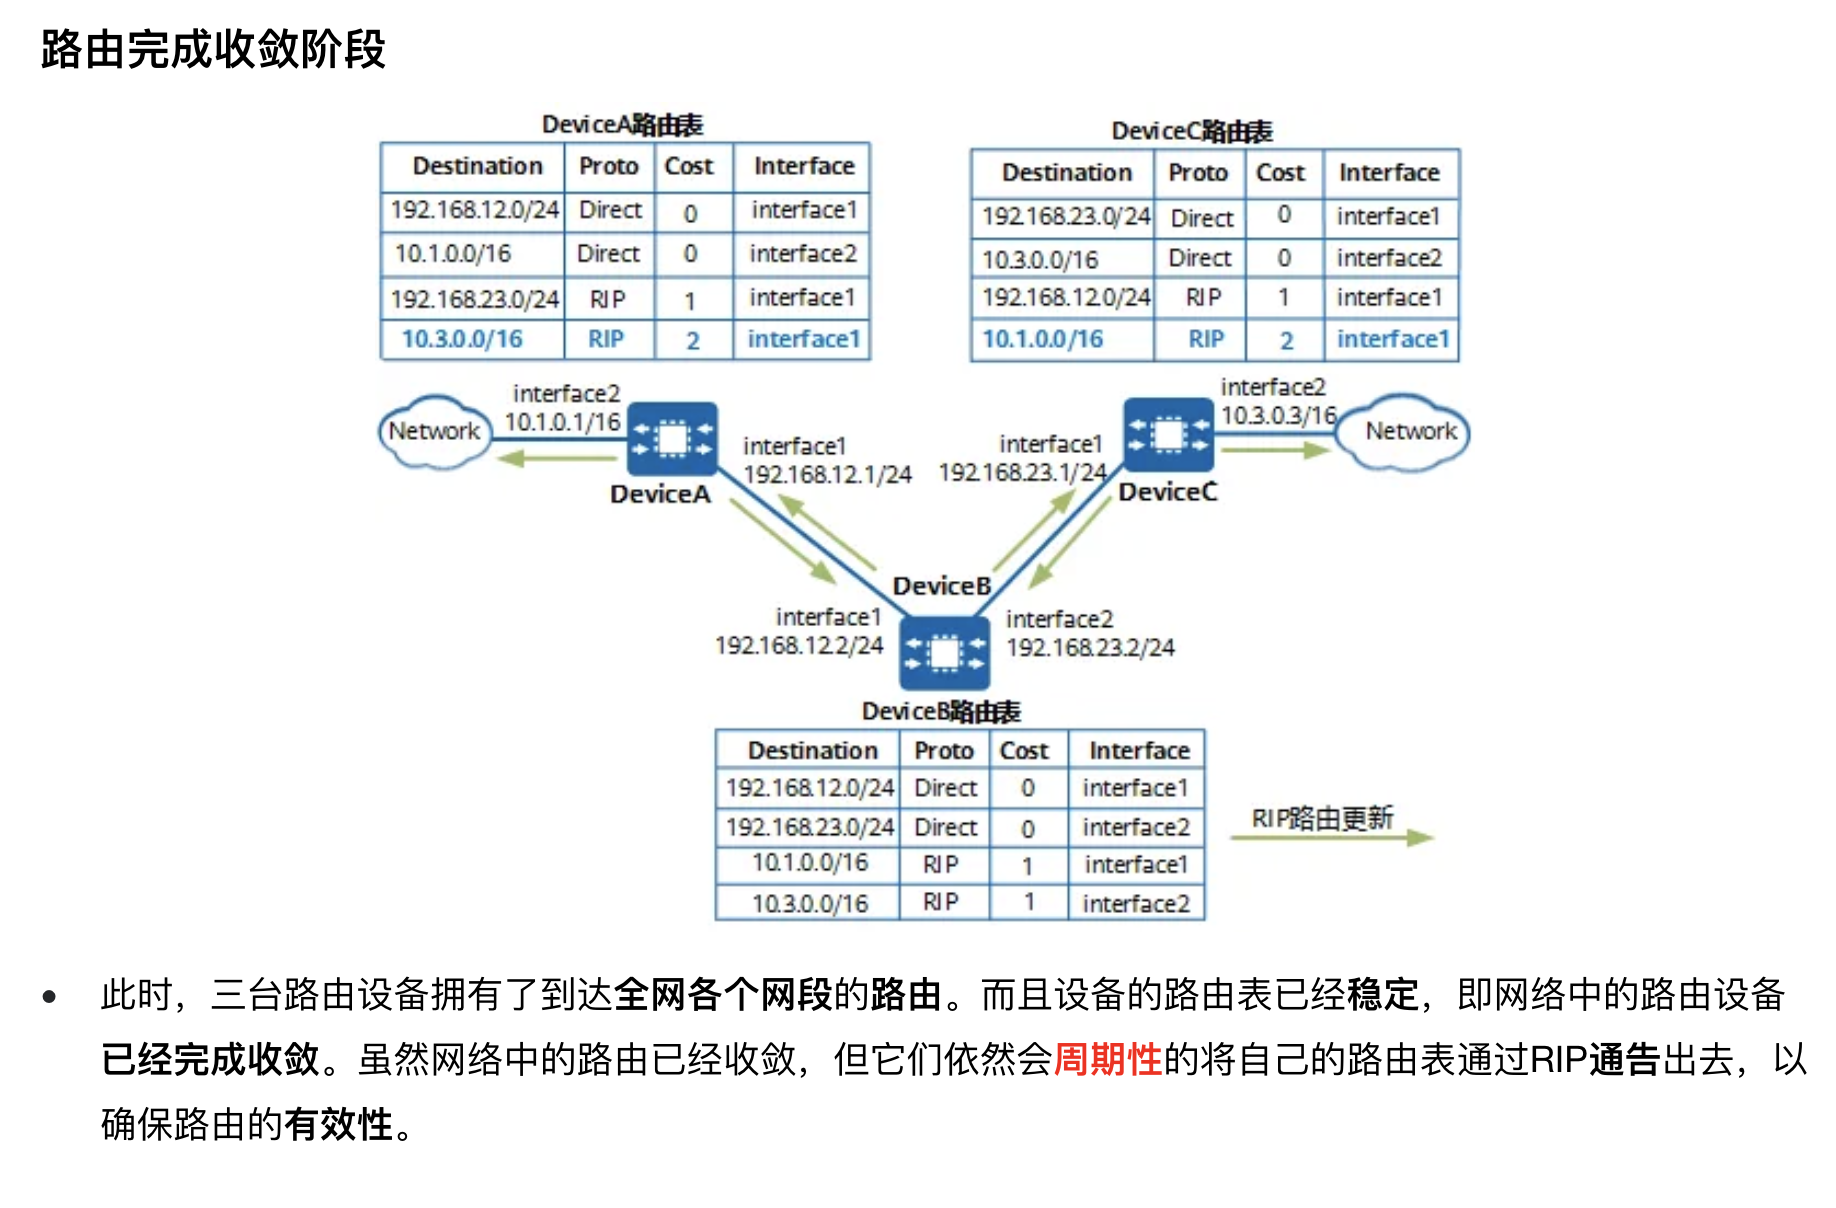 路由完成收敛阶段
DeviceA路由表
Destination Proto Cost Interface
192.168.12.0/24 Direct 0 interface1
10.1.0.0/16 Direct 0 interface2
192.168.23.0/24 RIP 1 interface1
10.3.0.0/16 RIP 2 interface1
DeviceC路由表
Destination Proto Cost Interface
192.168.23.0/24 Direct 0 interface1
10.3.0.0/16 Direct 0 interface2
192.168.12.0/24 RIP 1 interface1
10.1.0.0/16 RIP 2 interface1
Network
interface2
10.1.0.1/16
DeviceA
interface1
192.168.12.1/24
interface1
192.168.23.1/24
DeviceC
interface2
10.3.0.3/16
Network
DeviceB
interface1
192.168.12.2/24
interface2
192.168.23.2/24
DeviceB路由表
Destination Proto Cost Interface
192.168.12.0/24 Direct 0 interface1
192.168.23.0/24 Direct 0 interface2
10.1.0.0/16 RIP 1 interface1
10.3.0.0/16 RIP 1 interface2
RIP路由更新
• 此时，三台路由设备拥有了到达全网各个网段的路由。而且设备的路由表已经稳定，即网络中的路由设备
已经完成收敛。虽然网络中的路由已经收敛，但它们依然会周期性的将自己的路由表通过RIP通告出去，以
确保路由的有效性。